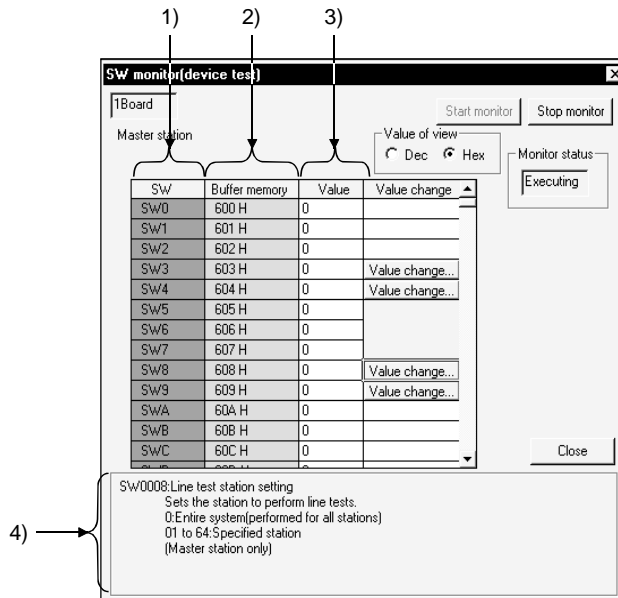 1) 2) 3)
SW monitor(device test)
1Board
Start monitor Stop monitor
Master station
Value of view
Dec Hex
Monitor status
Executing
SW Buffer memory Value Value change
SW0 600 H 0
SW1 601 H 0
SW2 602 H 0
SW3 603 H 0 Value change...
SW4 604 H 0 Value change...
SW5 605 H 0
SW6 606 H 0
SW7 607 H 0
SW8 608 H 0 Value change...
SW9 609 H 0 Value change...
SWA 60A H 0
SWB 60B H 0
SWC 60C H 0
Close
4)
SW0008:Line test station setting
Sets the station to perform line tests.
0:Entire system(performed for all stations)
01 to 64:Specified station
(Master station only)